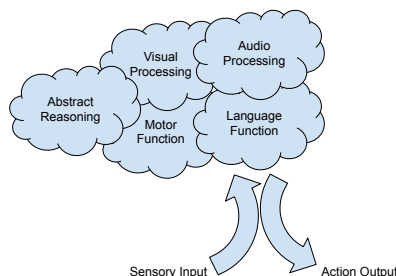 Visual
Processing
Audio
Processing
Abstract
Reasoning
Motor
Function
Language
Function
Sensory Input
Action Output